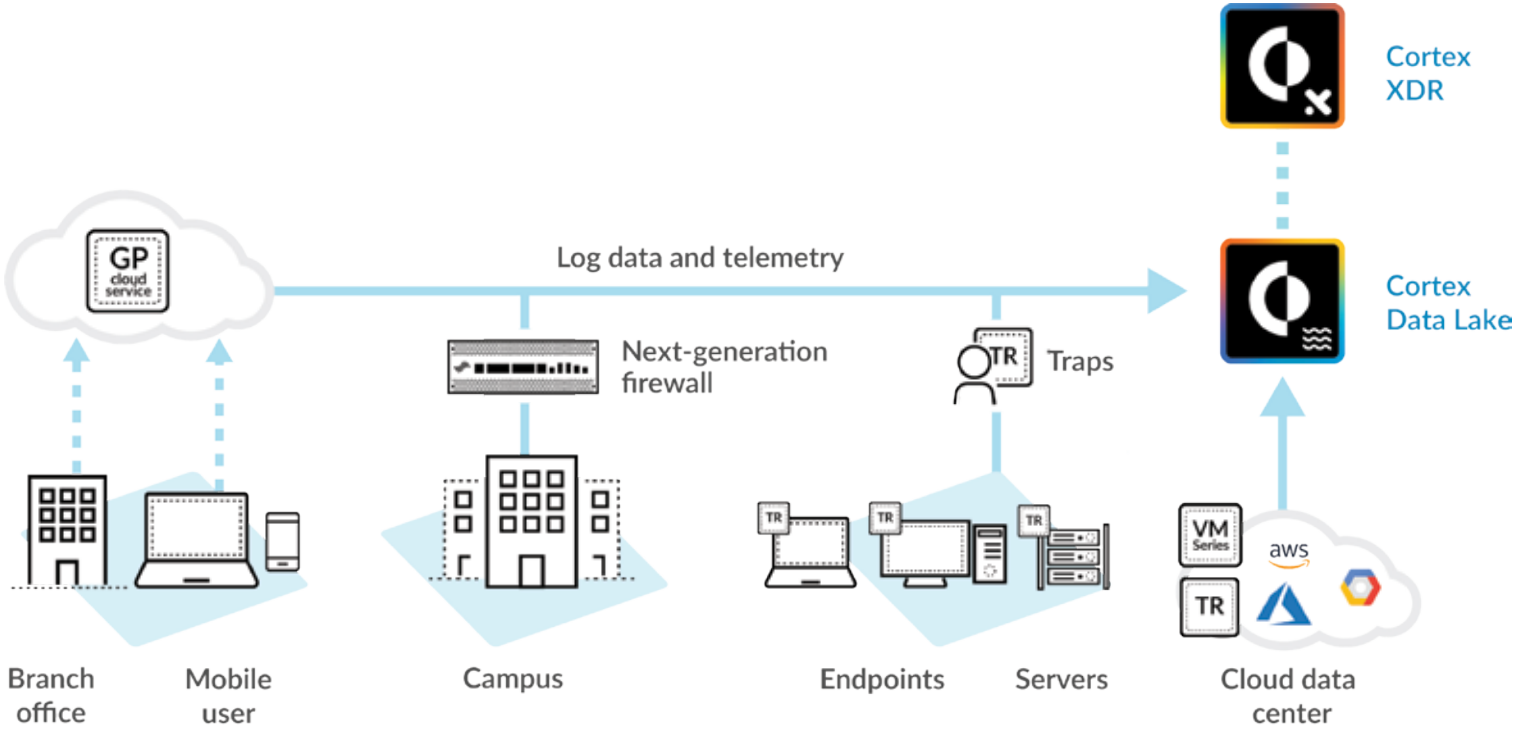 Cortex
XDR
GP
cloud
service
Log data and telemetry
Cortex
Data Lake
Next-generation
firewall
TR
Traps
TR
TR
TR
VM
Series
aws
TR
Branch
office
Mobile
user
Campus
Endpoints
Servers
Cloud data
center